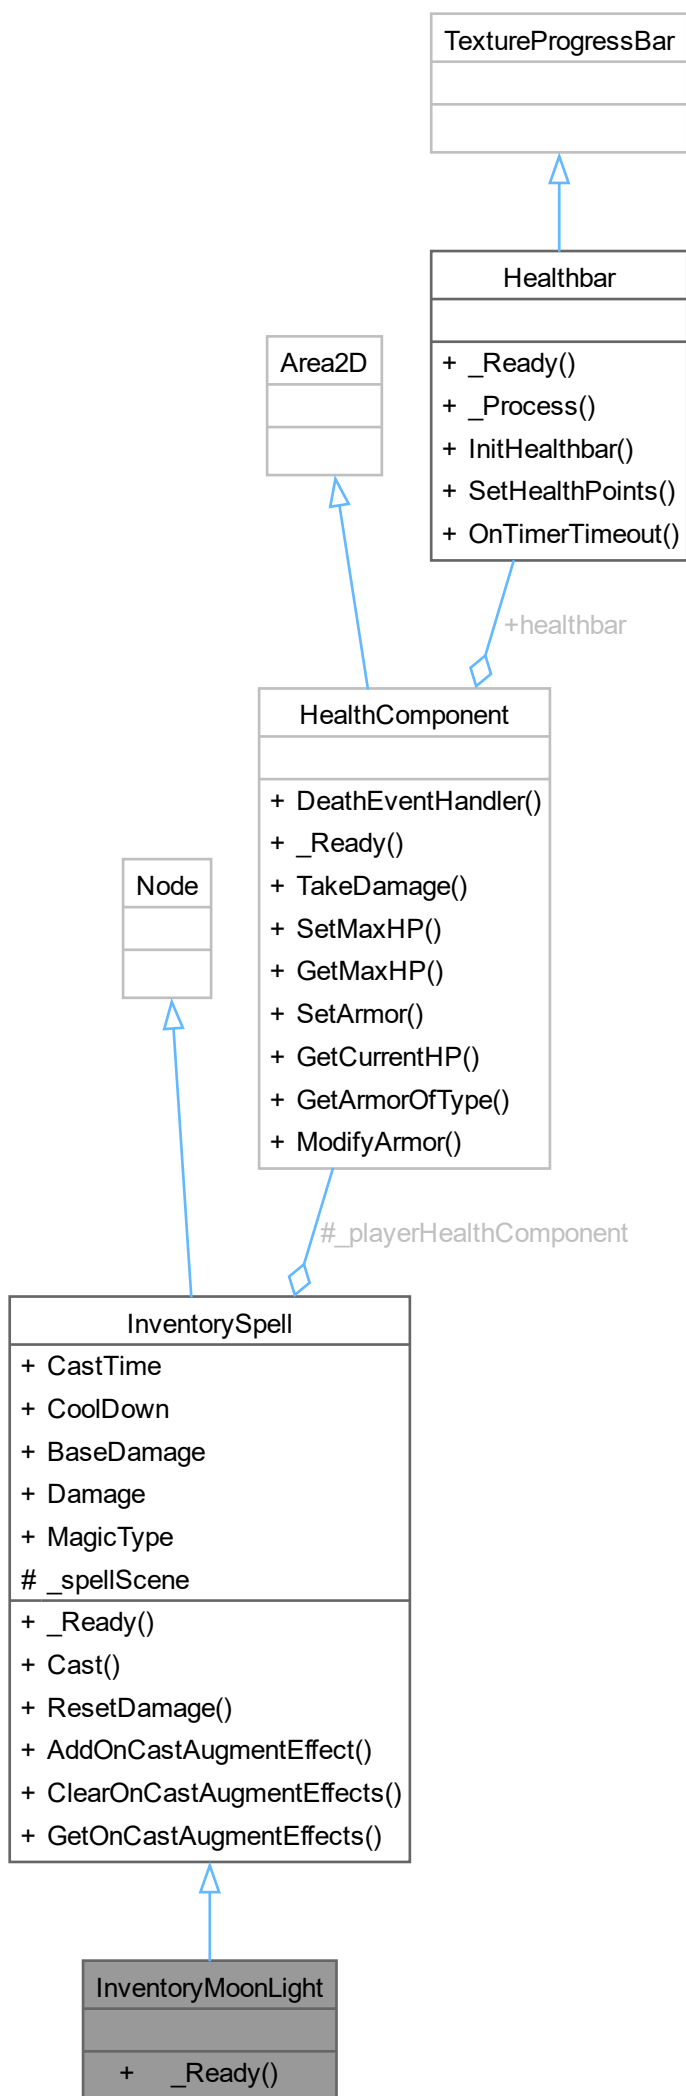 TextureProgressBar
Healthbar
+ _Ready()
+ _Process()
+ InitHealthbar()
+ SetHealthPoints()
+ OnTimerTimeout()
Area2D
+healthbar
HealthComponent
+ DeathEventHandler()
+ _Ready()
+ TakeDamage()
+ SetMaxHP()
+ GetMaxHP()
+ SetArmor()
+ GetCurrentHP()
+ GetArmorOfType()
+ ModifyArmor()
Node
#_playerHealthComponent
InventorySpell
+ CastTime
+ CoolDown
+ BaseDamage
+ Damage
+ MagicType
# _spellScene
+ _Ready()
+ Cast()
+ ResetDamage()
+ AddOnCastAugmentEffect()
+ ClearOnCastAugmentEffects()
+ GetOnCastAugmentEffects()
InventoryMoonLight
+ _Ready()